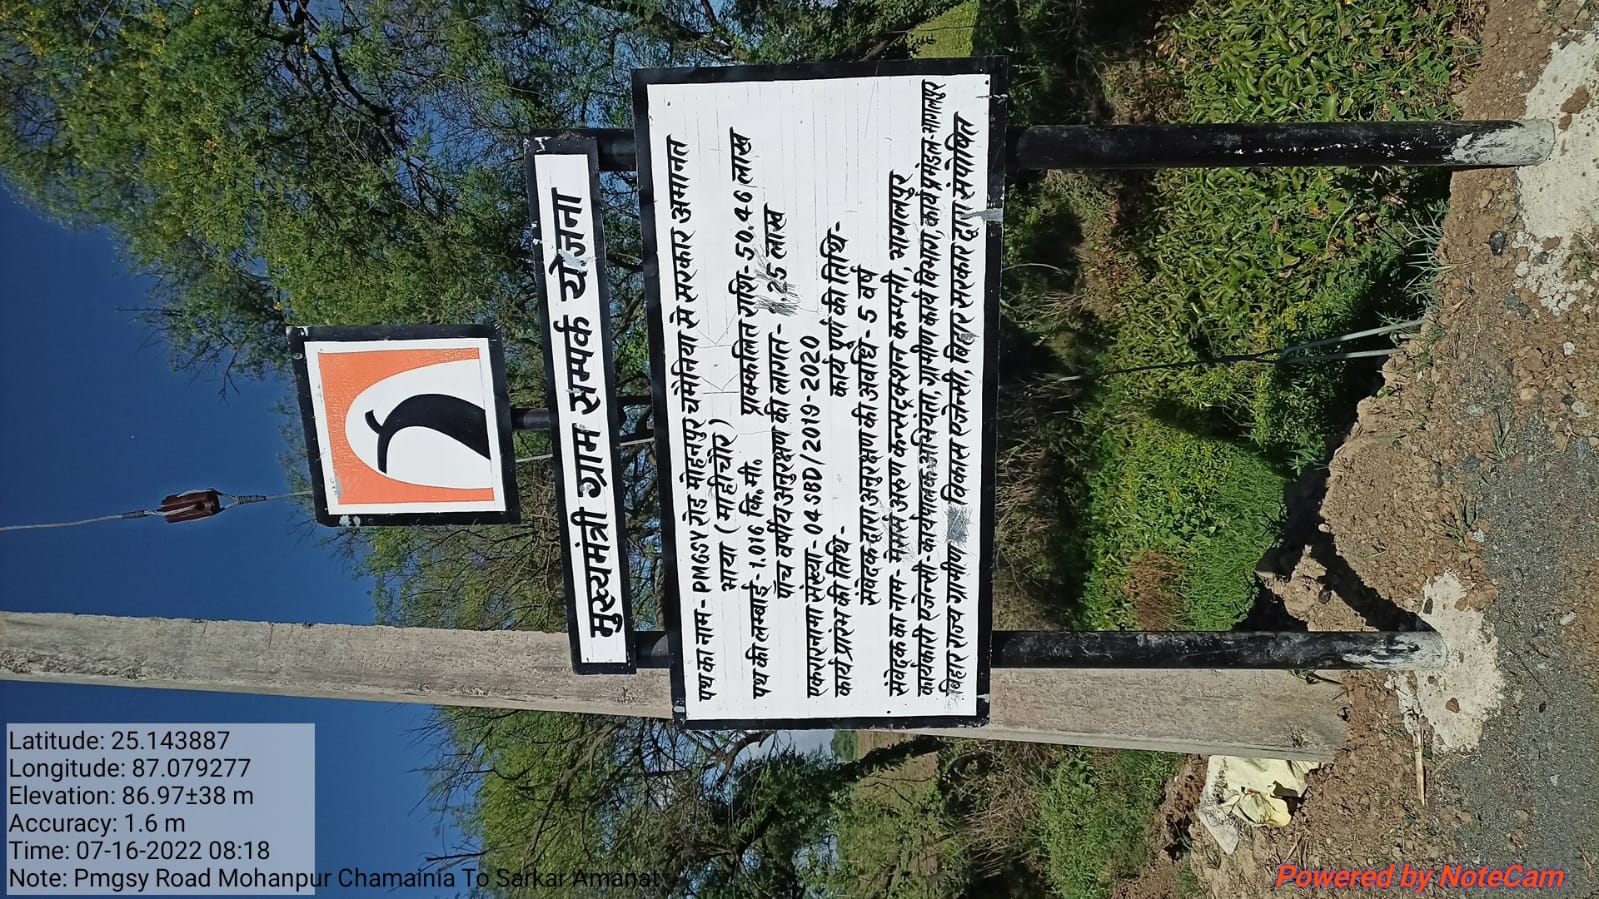 मुख्यमंत्री ग्राम सम्पर्क योजना
पथ का नाम - PMGSY रोड मोहनपुर चमेनिया से सरकार अमानत
भाया ( माहीचोर )
पथ की लम्बाई - 1.016 कि.मी. प्राक्कलित राशि - 50.46 लाख
पाँच वर्षीय अनुरक्षण की लागत - .25 लाख
एकरारनामा संख्या - 04 SBD/2019-2020
कार्य प्रारंभ की तिथि - कार्य पूर्ण की तिथि -
संवेदक द्वारा अनुरक्षण की अवधि - 5 वर्ष
संवेदक का नाम - मेसर्स अरुण कन्सट्रक्शन कम्पनी, भागलपुर
कार्यकारी एजेन्सी - कार्यपालक अभियंता, ग्रामीण कार्य विभाग, कार्य प्रमंडल - भागलपुर
बिहार राज्य ग्रामीण विकास एजेन्सी, बिहार सरकार द्वारा संपोषित
Latitude: 25.143887
Longitude: 87.079277
Elevation: 86.97±38 m
Accuracy: 1.6 m
Time: 07-16-2022 08:18
Note: Pmgsy Road Mohanpur Chamainia To Sarkar Amanat
Powered by NoteCam